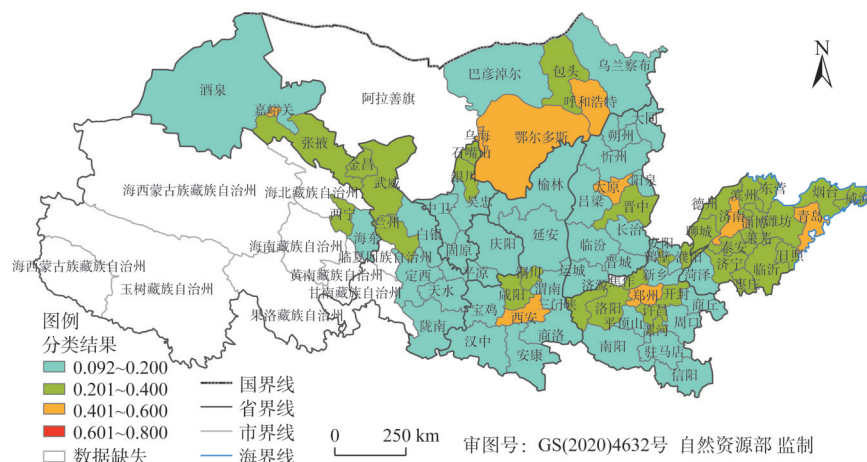 N
乌兰察布
巴彦淖尔
包头
酒泉
阿拉善旗
呼和浩特
嘉峪关
大同
乌海
鄂尔多斯
朔州
张掖
石嘴山
忻州
金昌
银川
海西蒙古族藏族自治州
武威
榆林
太原
阳泉
海北藏族自治州
吴忠
吕梁
晋中
德州
滨州
东营
烟台
威海
西宁
兰州
中卫
济南
淄博
潍坊
青岛
海东
白银
延安
长治
聊城
莱芜
海南藏族自治州
固原
庆阳
临汾
安阳
泰安
日照
临夏回族自治州
鹤壁
濮阳
济宁
临沂
海西蒙古族藏族自治州
黄南藏族自治州
定西
平凉
铜川
运城
晋城
新乡
菏泽
枣庄
玉树藏族自治州
甘南藏族自治州
天水
咸阳
渭南
济源
郑州
开封
果洛藏族自治州
宝鸡
西安
三门峡
洛阳
许昌
商丘
陇南
商洛
平顶山
漯河
周口
汉中
安康
南阳
驻马店
信阳
图例
分类结果
0.092~0.200
0.201~0.400
0.401~0.600
0.601~0.800
数据缺失
国界线
省界线
市界线
海界线
0
250 km
审图号：GS(2020)4632号 自然资源部 监制